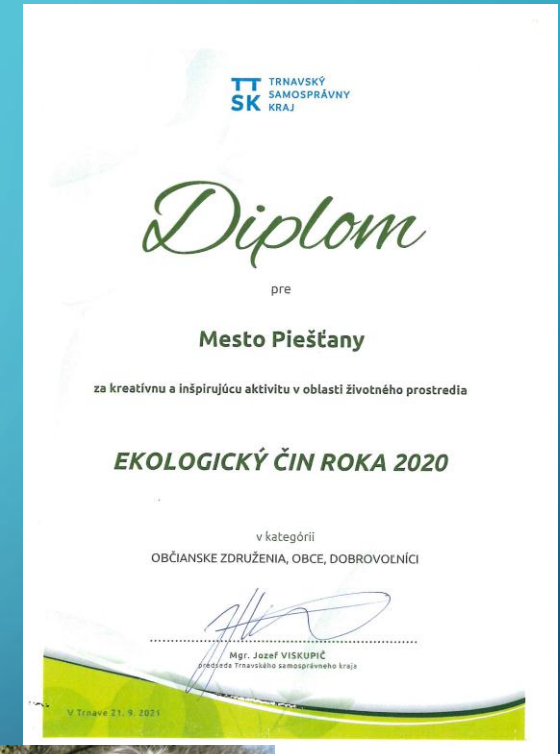 TT
SK
TRNAVSKÝ
SAMOSPRÁVNY
KRAJ
Diplom
pre
Mesto Piešťany
za kreatívnu a inšpirujúcu aktivitu v oblasti životného prostredia
EKOLOGICKÝ ČIN ROKA 2020
v kategórii
OBČIANSKE ZDRUŽENIA, OBCE, DOBROVOĽNÍCI
Mgr. Jozef VISKUPIČ
predseda Trnavského samosprávneho kraja
V Trnave 21. 9. 2021